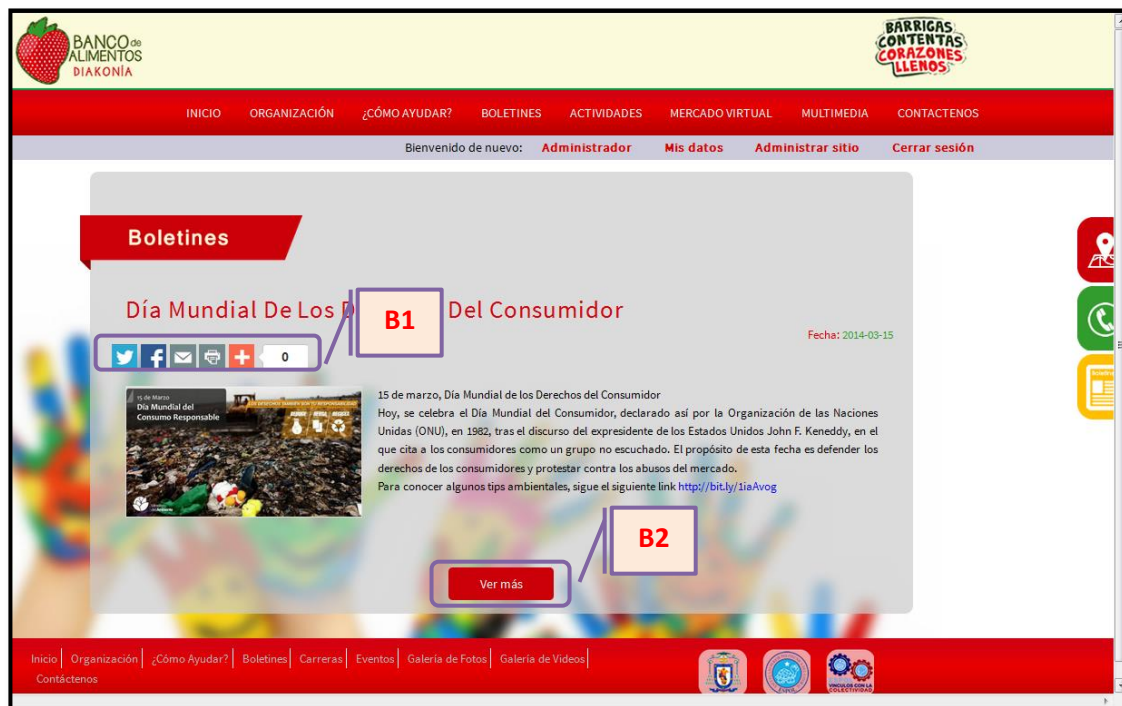 BANCO de
ALIMENTOS
DIAKONÍA
BARRIGAS
CONTENTAS
CORAZONES
LLENOS
INICIO ORGANIZACIÓN ¿CÓMO AYUDAR? BOLETINES ACTIVIDADES MERCADO VIRTUAL MULTIMEDIA CONTACTENOS
Bienvenido de nuevo: Administrador Mis datos Administrar sitio Cerrar sesión
Boletines
Día Mundial De Los D Del Consumidor
B1
Fecha: 2014-03-15
0
15 de Marzo
Día Mundial del
Consumo Responsable
15 de marzo, Día Mundial de los Derechos del Consumidor
Hoy, se celebra el Día Mundial del Consumidor, declarado así por la Organización de las Naciones
Unidas (ONU), en 1982, tras el discurso del expresidente de los Estados Unidos John F. Keneddy, en el
que cita a los consumidores como un grupo no escuchado. El propósito de esta fecha es defender los
derechos de los consumidores y protestar contra los abusos del mercado.
Para conocer algunos tips ambientales, sigue el siguiente link http://bit.ly/1iaAvog
B2
Ver más
Inicio Organización ¿Cómo Ayudar? Boletines Carreras Eventos Galería de Fotos Galería de Videos
Contáctenos
VINCULOS CON LA
COLECTIVIDAD